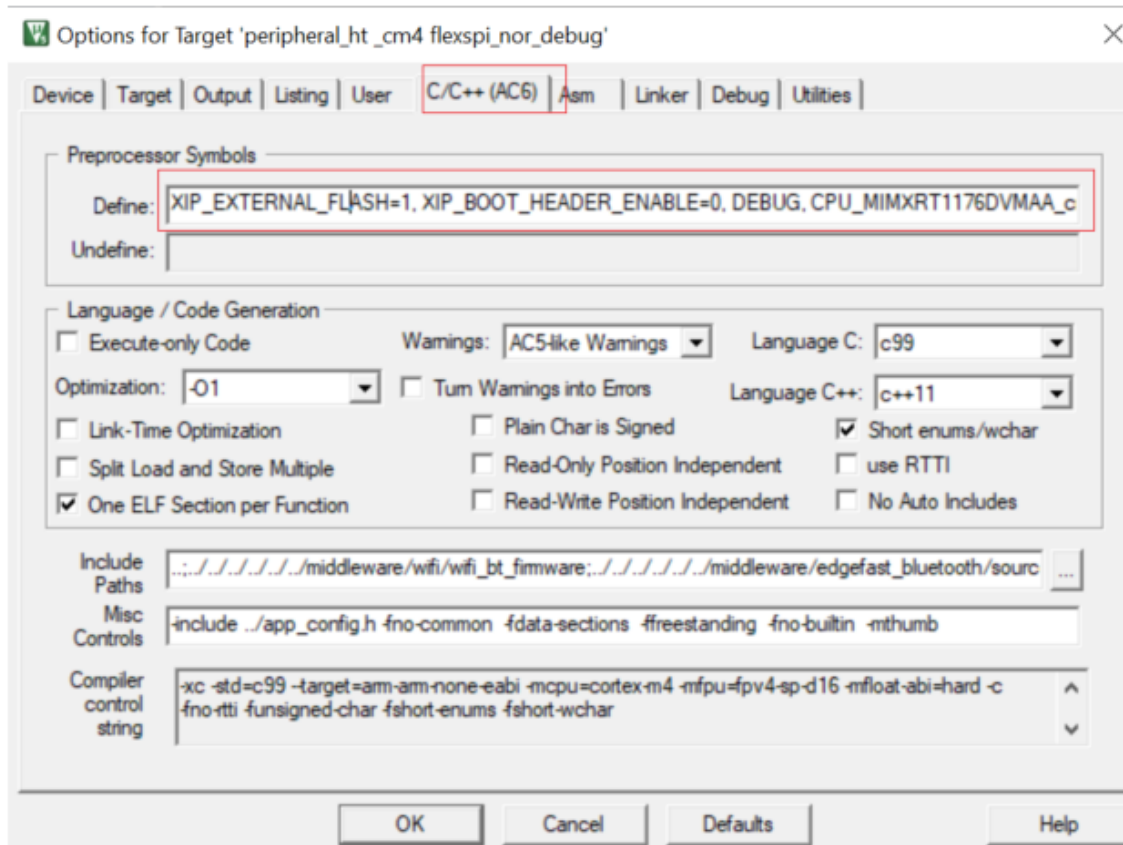 Options for Target 'peripheral_ht _cm4 flexspi_nor_debug'
Device Target Output Listing User C/C++ (AC6) Asm Linker Debug Utilities
Preprocessor Symbols
Define: XIP_EXTERNAL_FLASH=1, XIP_BOOT_HEADER_ENABLE=0, DEBUG, CPU_MIMXRT1176DVMAA_c
Undefine:
Language / Code Generation
Execute-only Code Warnings: AC5-like Warnings Language C: c99
Optimization: -O1 Turn Warnings into Errors Language C++: c++11
Link-Time Optimization Plain Char is Signed Short enums/wchar
Split Load and Store Multiple Read-Only Position Independent use RTTI
One ELF Section per Function Read-Write Position Independent No Auto Includes
Include Paths ..;../../../../../../middleware/wifi/wifi_bt_firmware;../../../../../../middleware/edgefast_bluetooth/sourc ...
Misc Controls -include ../app_config.h -fno-common -fdata-sections -ffreestanding -fno-builtin -mthumb
Compiler control string -xc -std=c99 --target=arm-arm-none-eabi -mcpu=cortex-m4 -mfpu=fpv4-sp-d16 -mfloat-abi=hard -c
-fno-rtti -funsigned-char -fshort-enums -fshort-wchar
OK Cancel Defaults Help